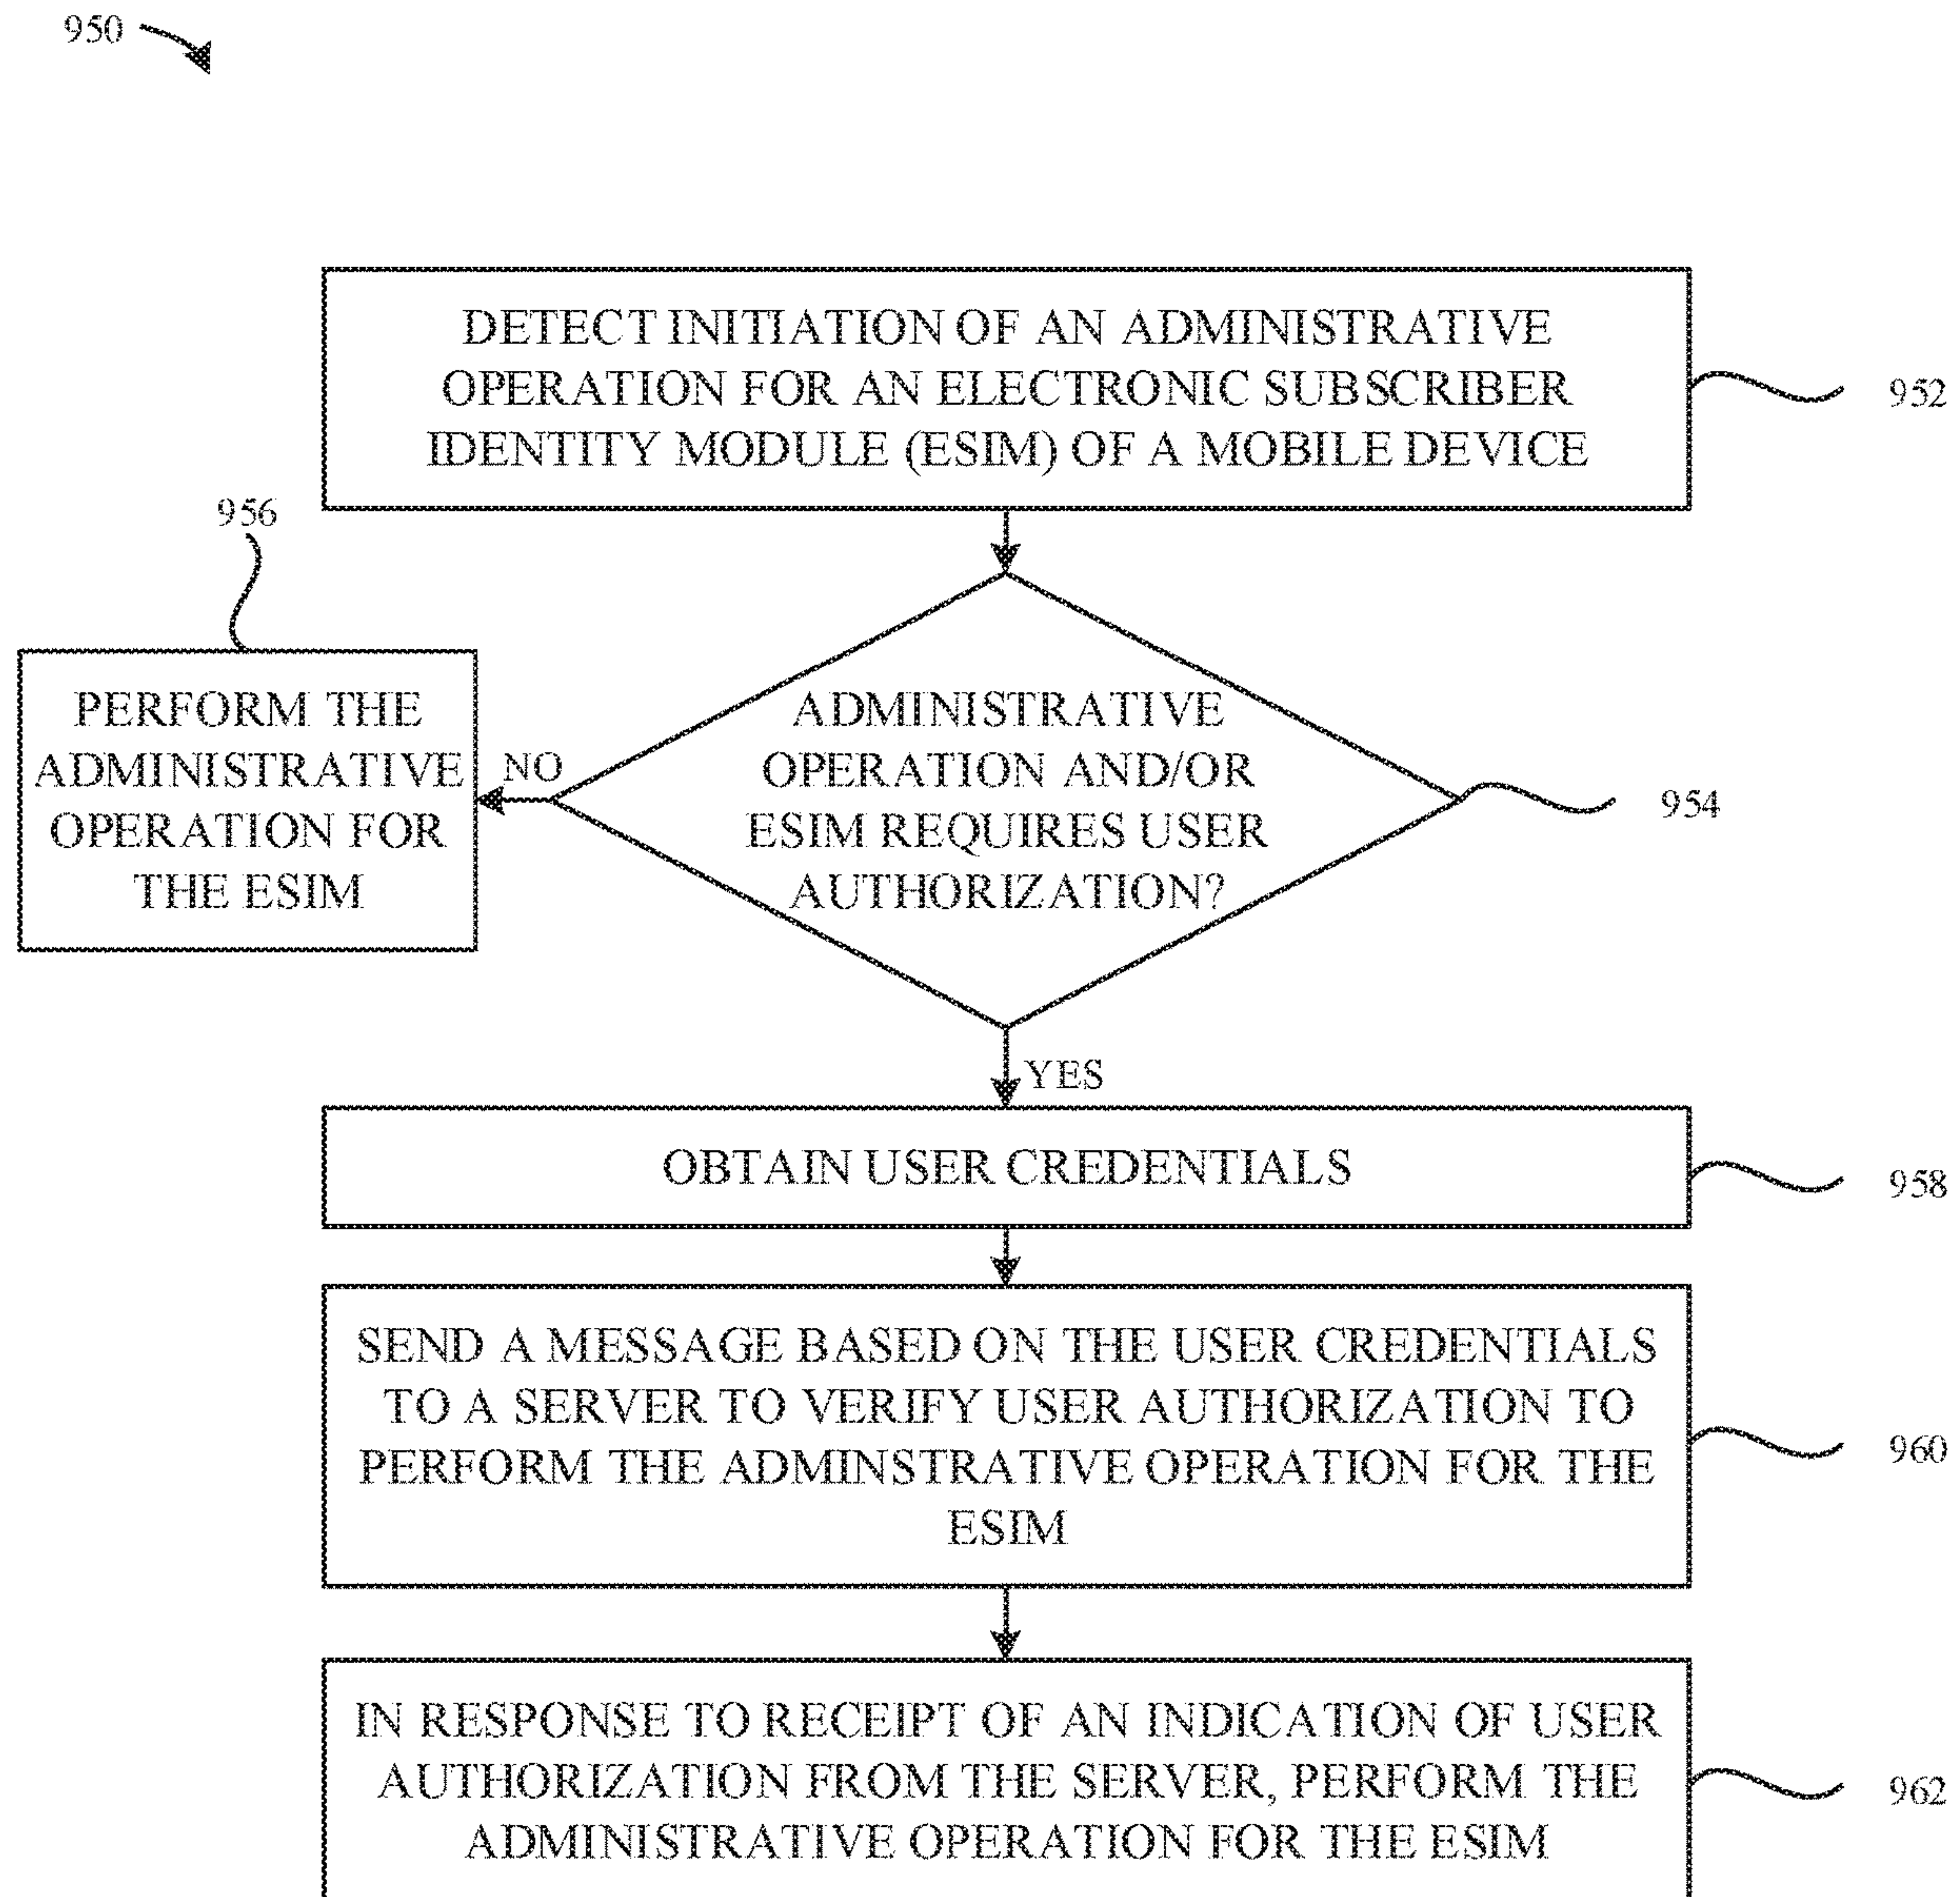 950
DETECT INITIATION OF AN ADMINISTRATIVE
OPERATION FOR AN ELECTRONIC SUBSCRIBER
IDENTITY MODULE (ESIM) OF A MOBILE DEVICE
952
956
PERFORM THE
ADMINISTRATIVE
OPERATION FOR
THE ESIM
NO
ADMINISTRATIVE
OPERATION AND/OR
ESIM REQUIRES USER
AUTHORIZATION?
954
YES
OBTAIN USER CREDENTIALS
958
SEND A MESSAGE BASED ON THE USER CREDENTIALS
TO A SERVER TO VERIFY USER AUTHORIZATION TO
PERFORM THE ADMINSTRATIVE OPERATION FOR THE
ESIM
960
IN RESPONSE TO RECEIPT OF AN INDICATION OF USER
AUTHORIZATION FROM THE SERVER, PERFORM THE
ADMINISTRATIVE OPERATION FOR THE ESIM
962